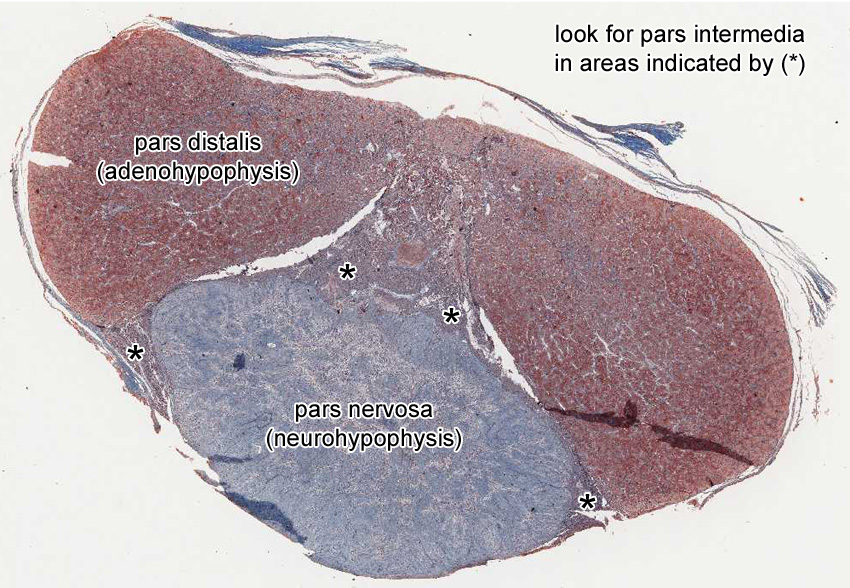 look for pars intermedia
in areas indicated by (*)
pars distalis
(adenohypophysis)
*
*
*
pars nervosa
(neurohypophysis)
*